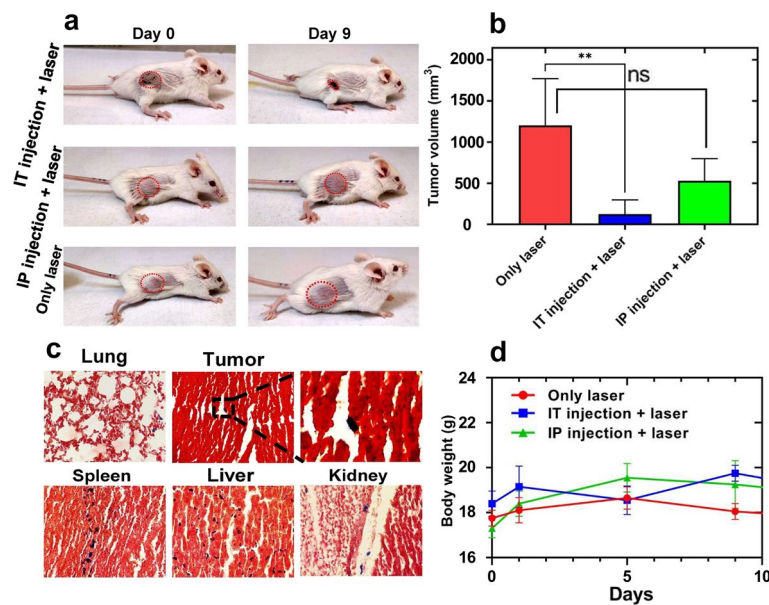 a
Day 0
Day 9
IT injection + laser
IP injection + laser
Only laser
b
Tumor volume (mm³)
2000
1500
1000
500
0
**
ns
Only laser
IT injection + laser
IP injection + laser
c
Lung
Tumor
Spleen
Liver
Kidney
d
Body weight (g)
24
22
20
18
16
Only laser
IT injection + laser
IP injection + laser
0
5
10
Days